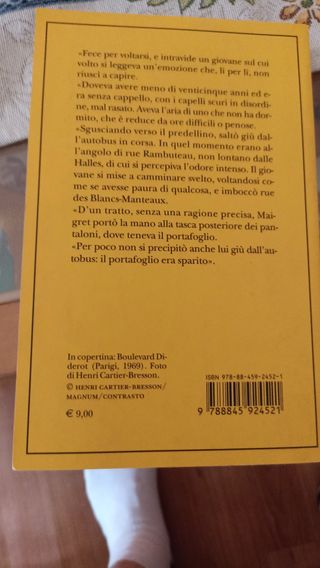 «Fece per voltarsi, e intravide un giovane sul cui
volto si leggeva un'emozione che, lì per lì, non
riuscì a capire.
«Doveva avere meno di venticinque anni ed e-
ra senza cappello, con i capelli scuri in disordi-
ne, mal rasato. Aveva l'aria di uno che non ha dor-
mito, che è reduce da ore difficili o penose.
«Sgusciando verso il predellino, saltò giù dal-
l'autobus in corsa. In quel momento erano al-
l'angolo di rue Rambuteau, non lontano dalle
Halles, di cui si percepiva l'odore intenso. Il gio-
vane si mise a camminare svelto, voltandosi co-
me se avesse paura di qualcosa, e imboccò rue
des Blancs-Manteaux.
«D'un tratto, senza una ragione precisa, Mai-
gret portò la mano alla tasca posteriore dei pan-
taloni, dove teneva il portafoglio.
«Per poco non si precipitò anche lui giù dall'au-
tobus: il portafoglio era sparito».
In copertina: Boulevard Di-
derot (Parigi, 1969). Foto
di Henri Cartier-Bresson.
© HENRI CARTIER-BRESSON/
MAGNUM/CONTRASTO
€ 9,00
ISBN 978-88-459-2452-1
9 788845 924521